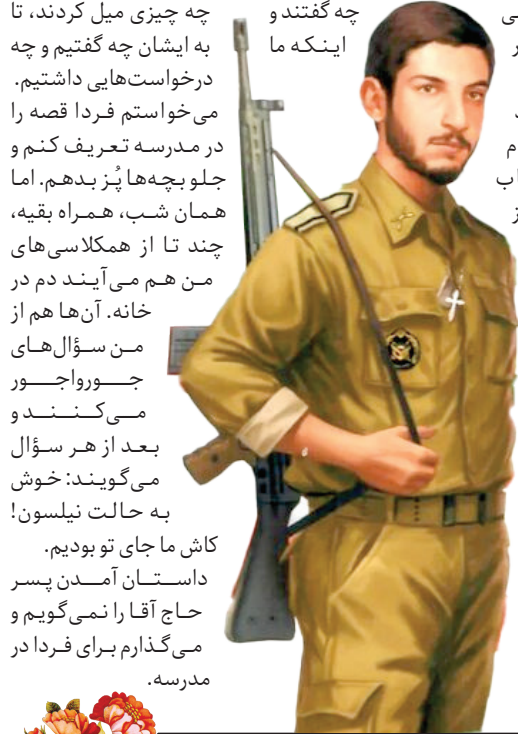 چه گفتند و
اینکه ما
چه چیزی میل کردند، تا
به ایشان چه گفتیم و چه
درخواست‌هایی داشتیم.
می‌خواستم فردا قصه را
در مدرسه تعریف کنم و
جلو بچه‌ها پُز بدهم. اما
همان شب، همراه بقیه،
چند تا از همکلاسی‌های
من هم می‌آیند دم در
خانه. آن‌ها هم از
من سؤال‌های
جورواجور
می‌کنند و
بعد از هر سؤال
می‌گویند: خوش
به حالت نیلسون!
کاش ما جای تو بودیم.
داستان آمدن پسر
حاج آقا را نمی‌گویم و
می‌گذارم برای فردا در
مدرسه.